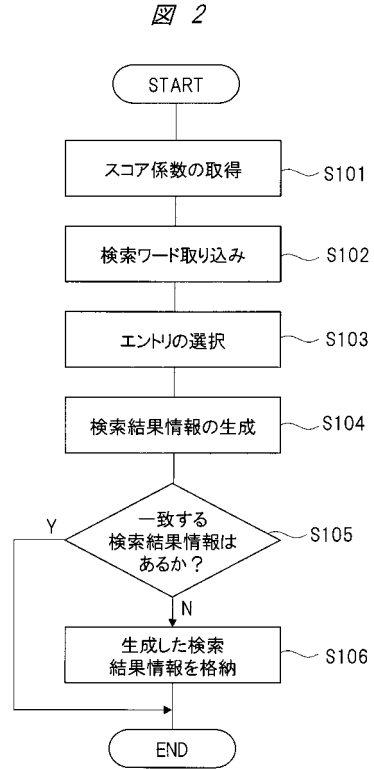 図 2
START
スコア係数の取得
S101
検索ワード取り込み
S102
エントリの選択
S103
検索結果情報の生成
S104
一致する
検索結果情報は
あるか？
S105
Y
N
生成した検索
結果情報を格納
S106
END